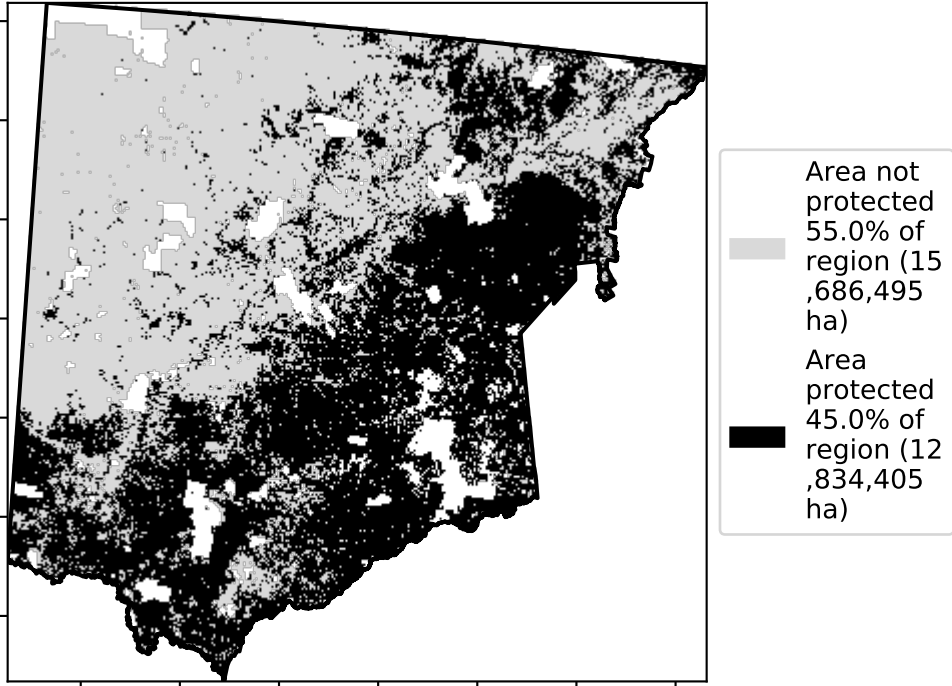 Area not
protected
55.0% of
region (15
,686,495
ha)
Area
protected
45.0% of
region (12
,834,405
ha)